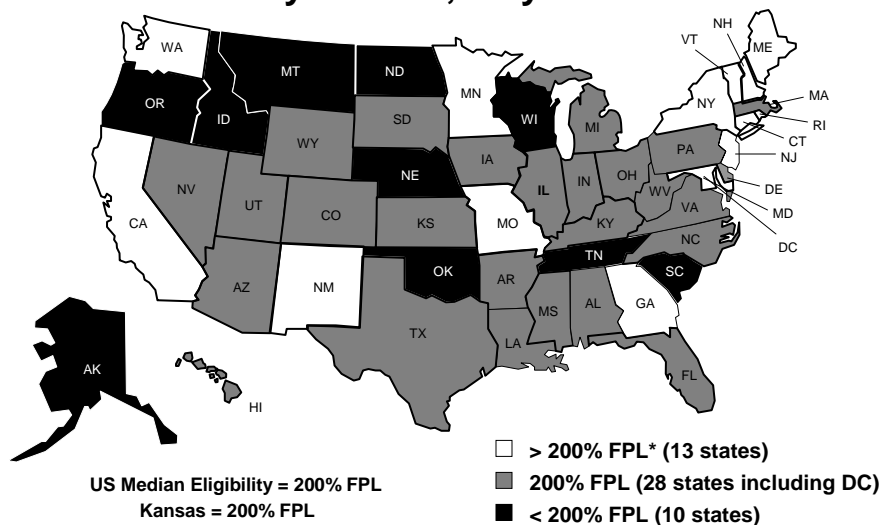 WA
MT
ND
MN
OR
ID
WY
SD
WI
MI
NH
VT
ME
NY
MA
RI
CT
NJ
PA
IA
NE
NV
UT
CO
CA
KS
MO
IL
IN
OH
WV
VA
KY
DE
MD
DC
NC
TN
SC
AZ
NM
OK
AR
TX
LA
MS
AL
GA
FL
AK
HI
> 200% FPL* (13 states)
200% FPL (28 states including DC)
< 200% FPL (10 states)
US Median Eligibility = 200% FPL
Kansas = 200% FPL